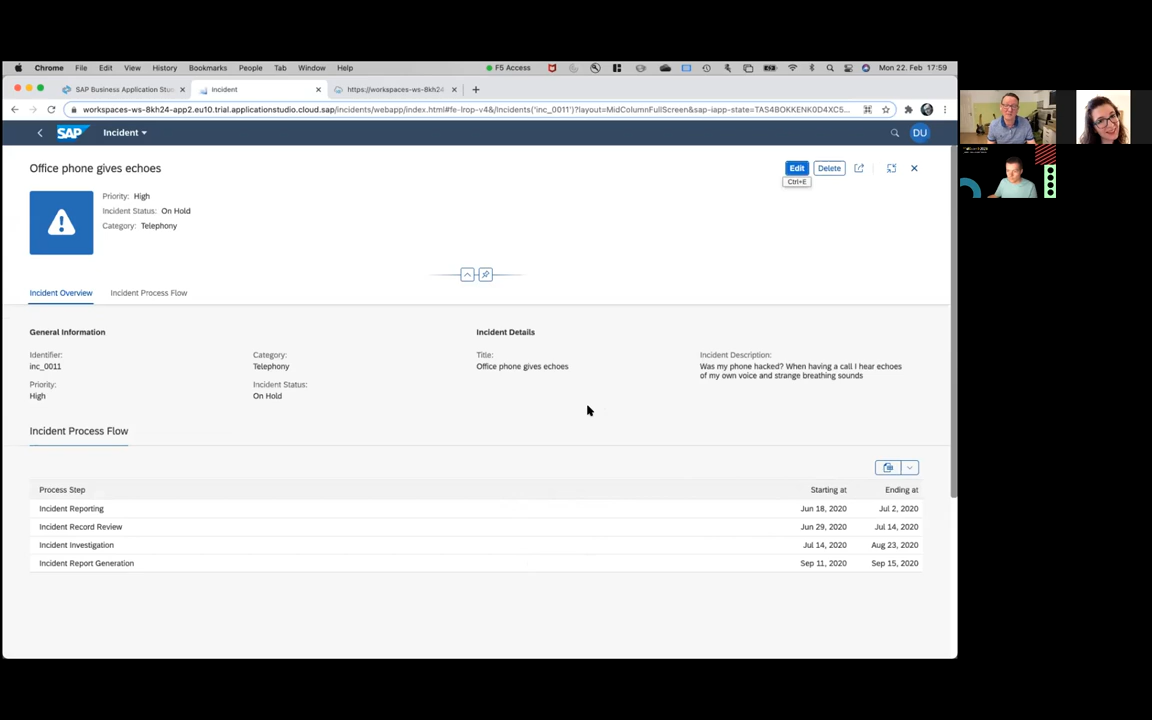 Chrome File Edit View History Bookmarks People Tab Window Help F5 Access Mon 22. Feb 17:59
SAP Business Application Stu Incident https://workspaces-ws-8kh24-
workspaces-ws-8kh24-app2.eu10.trial.applicationstudio.cloud.sap/incidents/webapp/index.html#fe-lrop-v4&/Incidents('inc_0011')?layout=MidColumnFullScreen&sap-iapp-state=TAS4BOKKENK0D4XC5...
SAP Incident DU
Office phone gives echoes Edit Delete
Ctrl+E
Priority: High
Incident Status: On Hold
Category: Telephony
Incident Overview Incident Process Flow
General Information Incident Details
Identifier: Category: Title: Incident Description:
inc_0011 Telephony Office phone gives echoes Was my phone hacked? When having a call I hear echoes
of my own voice and strange breathing sounds
Priority: Incident Status:
High On Hold
Incident Process Flow
Process Step Starting at Ending at
Incident Reporting Jun 18, 2020 Jul 2, 2020
Incident Record Review Jun 29, 2020 Jul 14, 2020
Incident Investigation Jul 14, 2020 Aug 23, 2020
Incident Report Generation Sep 11, 2020 Sep 15, 2020